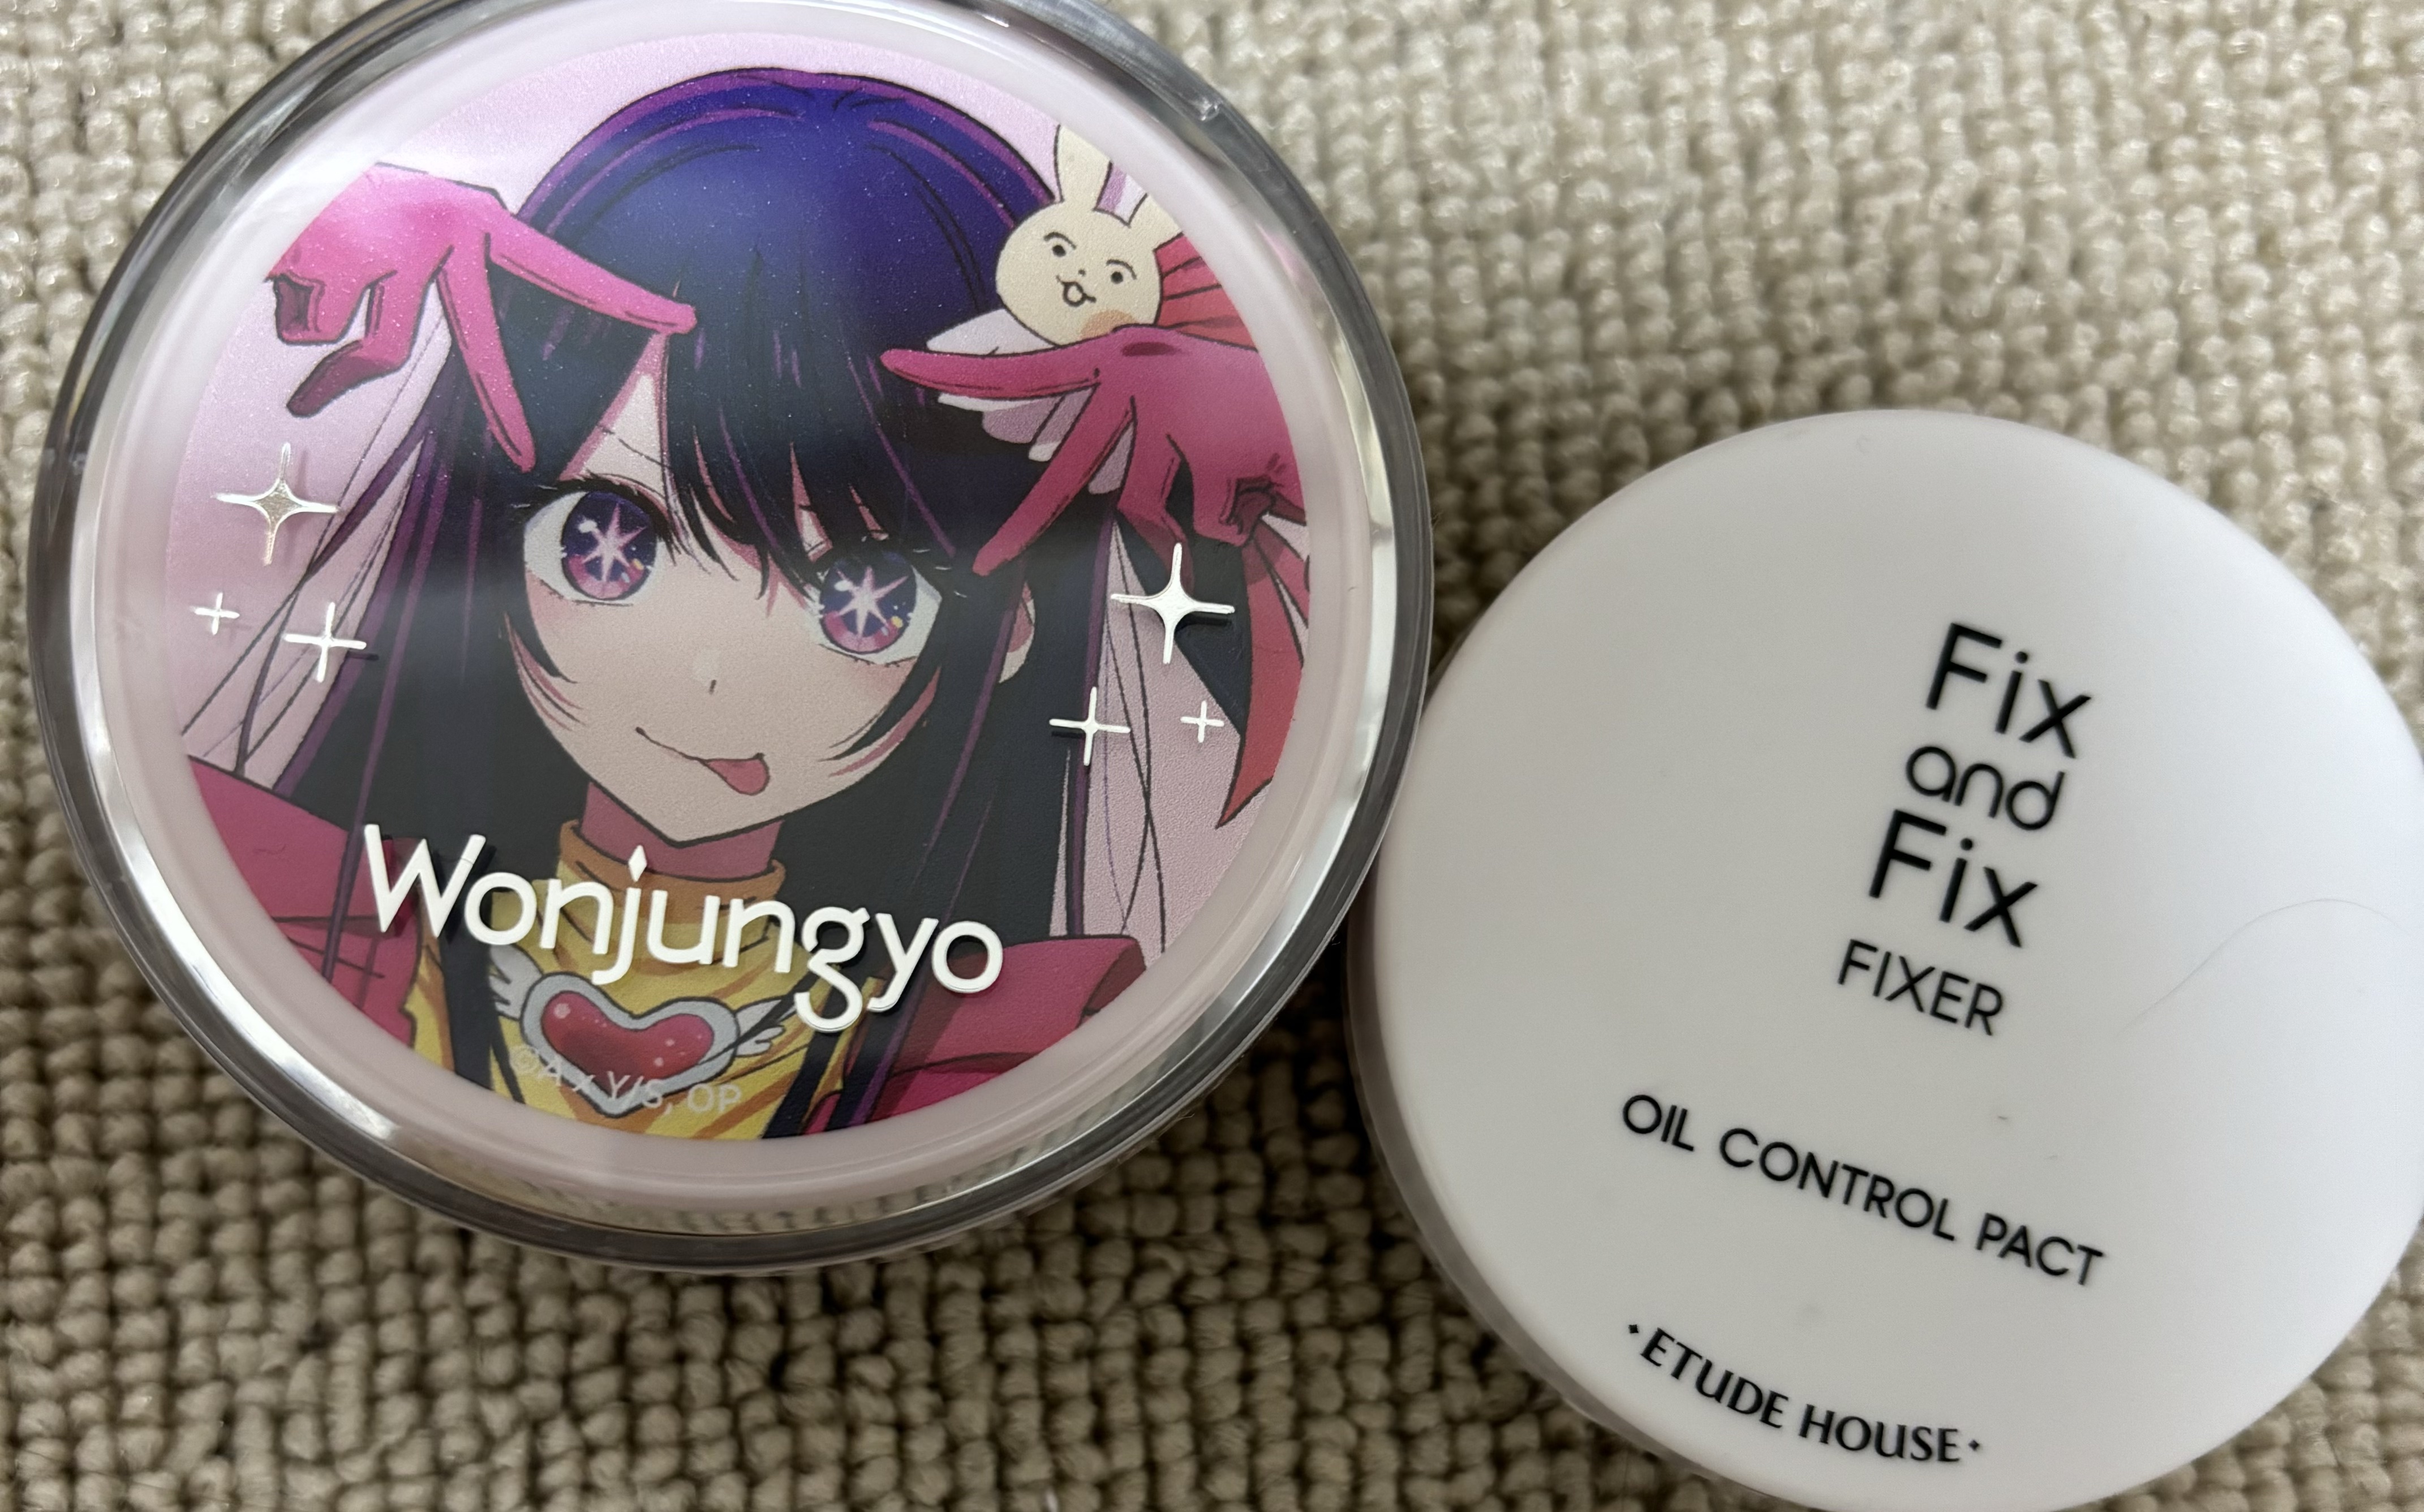 Wonjungyo
©A x Y/S, OP
Fix
and
Fix
FIXER
OIL CONTROL PACT
·ETUDE HOUSE·